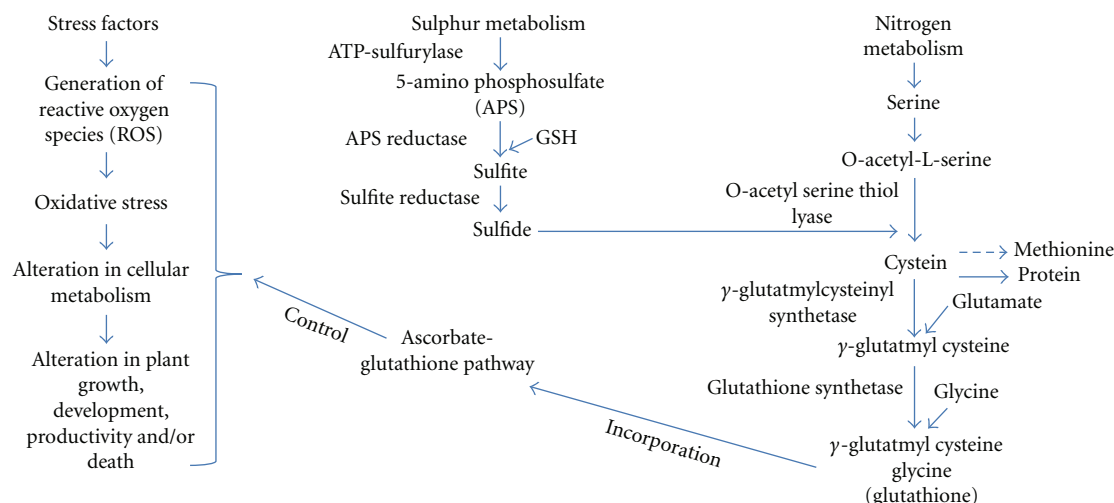 Stress factors
Generation of
reactive oxygen
species (ROS)
Oxidative stress
Alteration in cellular
metabolism
Alteration in plant
growth,
development,
productivity and/or
death
Control
Ascorbate-
glutathione pathway
Incorporation
Sulphur metabolism
ATP-sulfurylase
5-amino phosphosulfate
(APS)
APS reductase
GSH
Sulfite
Sulfite reductase
Sulfide
Nitrogen
metabolism
Serine
O-acetyl-L-serine
O-acetyl serine thiol
lyase
Cystein
Methionine
Protein
γ-glutatmylcysteinyl
synthetase
Glutamate
γ-glutatmyl cysteine
Glutathione synthetase
Glycine
γ-glutatmyl cysteine
glycine
(glutathione)